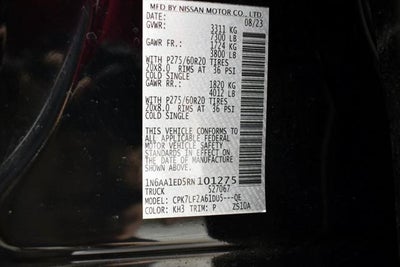 MFD BY NISSAN MOTOR CO., LTD.
DATE: 08/23
GVWR: 3311 KG
7300 LB
GAWR FR.: 1724 KG
3800 LB
WITH P275/60R20 TIRES
20X8.0 RIMS AT 36 PSI
COLD SINGLE
GAWR RR.: 1820 KG
4012 LB
WITH P275/60R20 TIRES
20X8.0 RIMS AT 36 PSI
COLD SINGLE
THIS VEHICLE CONFORMS TO
ALL APPLICABLE FEDERAL
MOTOR VEHICLE SAFETY
STANDARDS IN EFFECT ON
THE DATE OF MANUFACTURE
SHOWN ABOVE.
1N6AA1ED5RN101275
TRUCK 527067
MODEL: CPK7LF2A61DU5---QE
COLOR: KH3 TRIM: P ZS1DA